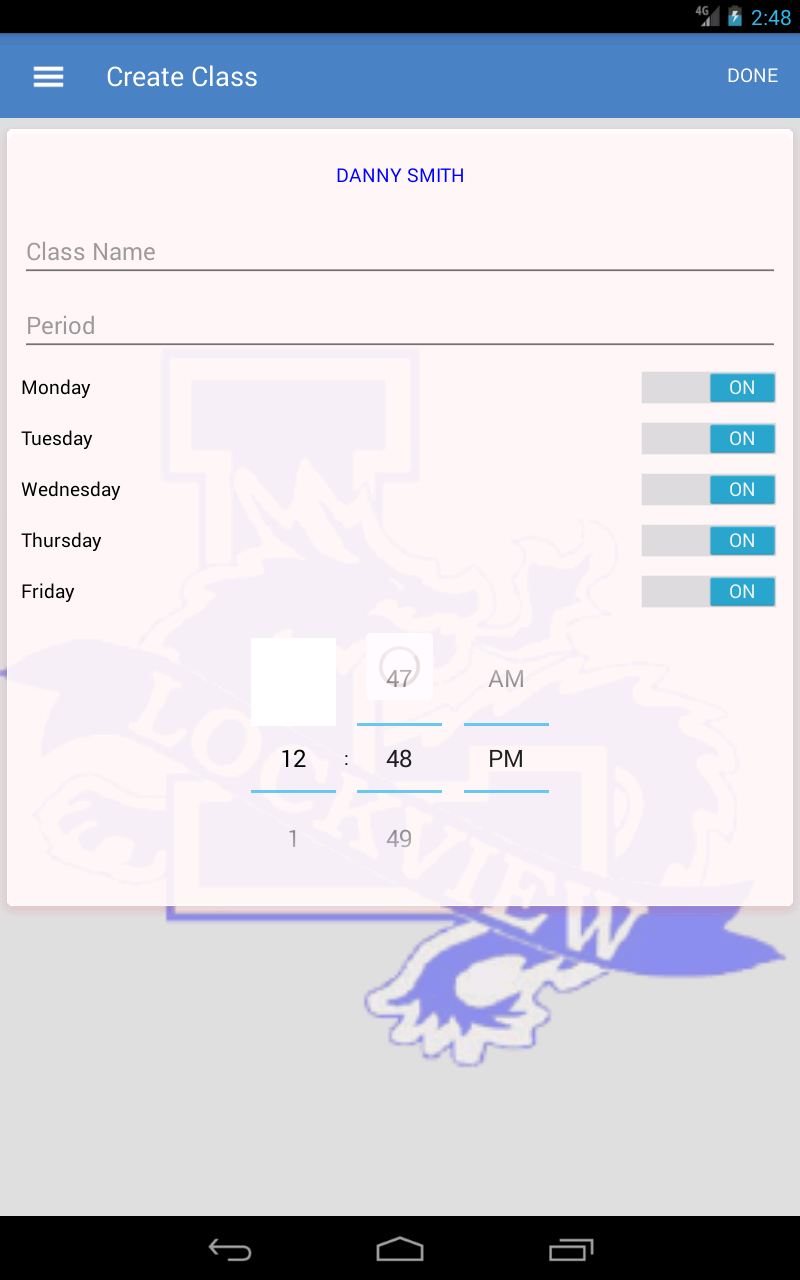 4G 2:48
Create Class DONE
DANNY SMITH
Class Name
Period
Monday ON
Tuesday ON
Wednesday ON
Thursday ON
Friday ON
47 AM
12 : 48 PM
1 49
LOCKVIEW